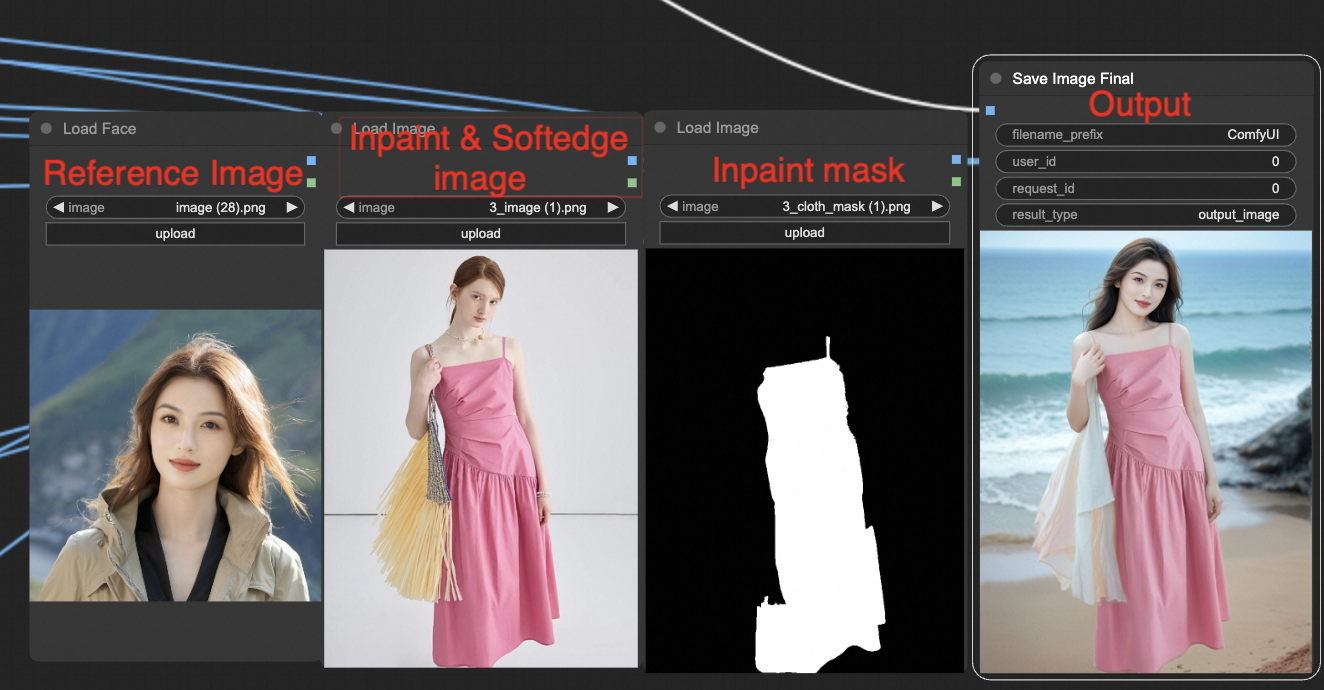 Load Face
Reference Image
image image (28).png
upload
Load Image
Inpaint & Softedge
image
image 3_image (1).png
upload
Load Image
Inpaint mask
image 3_cloth_mask (1).png
upload
Save Image Final
Output
filename_prefix ComfyUI
user_id 0
request_id 0
result_type output_image